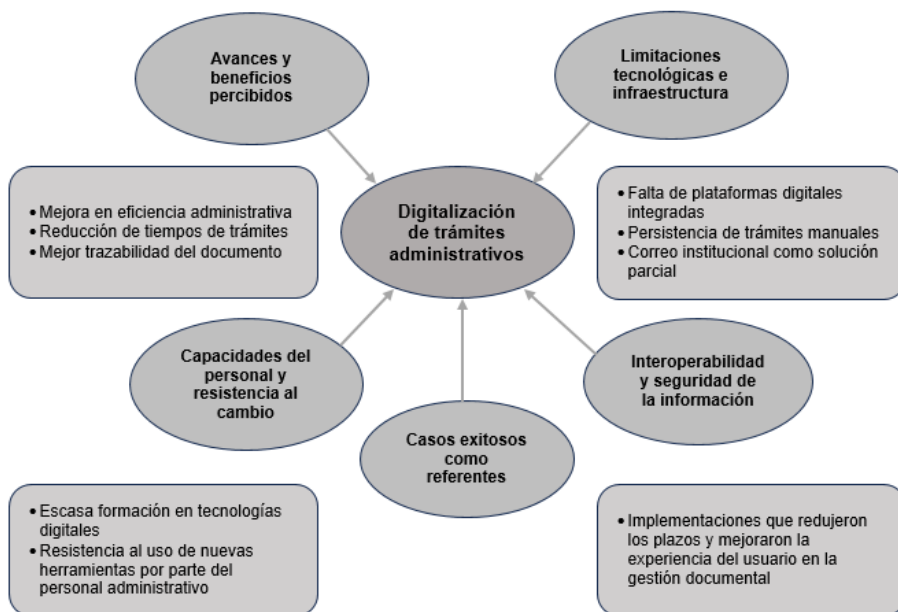 Avances y
beneficios
percibidos
Limitaciones
tecnológicas e
infraestructura
• Mejora en eficiencia administrativa
• Reducción de tiempos de trámites
• Mejor trazabilidad del documento
Digitalización
de trámites
administrativos
• Falta de plataformas digitales
integradas
• Persistencia de trámites manuales
• Correo institucional como solución
parcial
Capacidades del
personal y
resistencia al
cambio
Casos exitosos
como
referentes
Interoperabilidad
y seguridad de
la información
• Escasa formación en tecnologías
digitales
• Resistencia al uso de nuevas
herramientas por parte del
personal administrativo
• Implementaciones que redujeron
los plazos y mejoraron la
experiencia del usuario en la
gestión documental